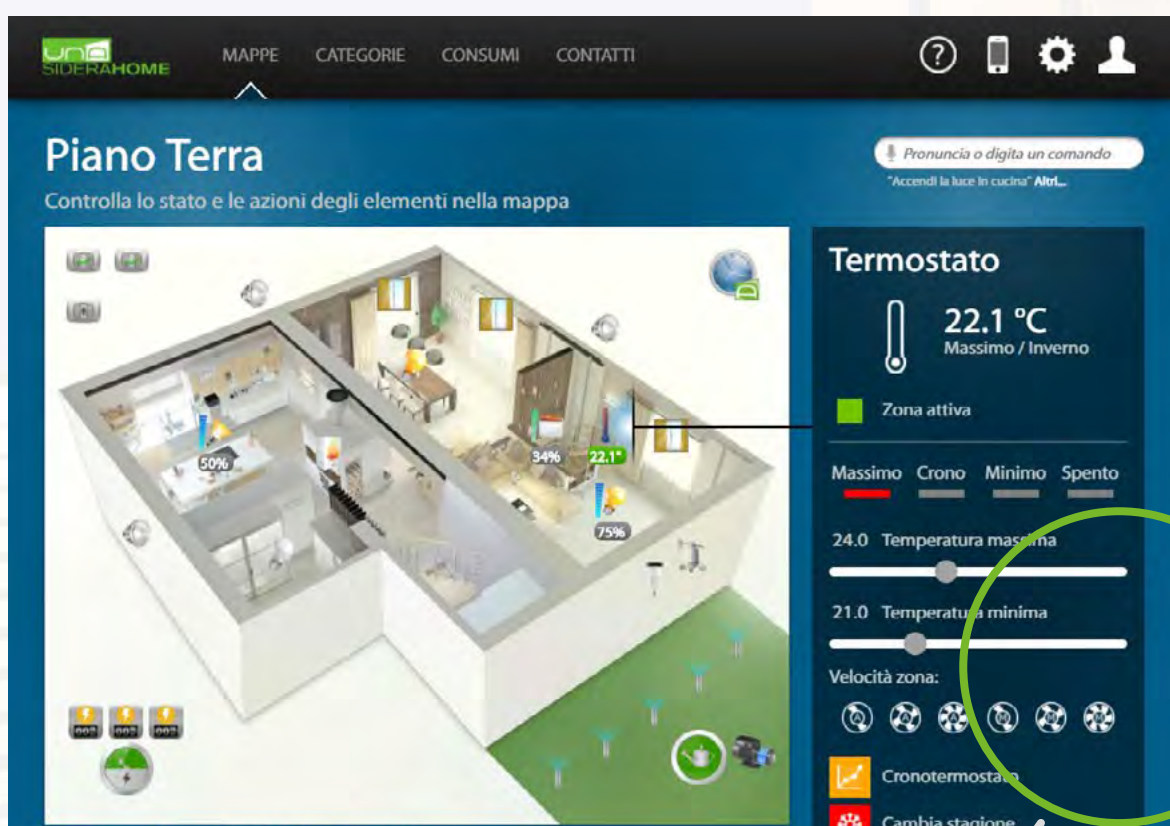 una
SIDERAHOME
MAPPE CATEGORIE CONSUMI CONTATTI
?
Piano Terra
Controlla lo stato e le azioni degli elementi nella mappa
Pronuncia o digita un comando
"Accendi la luce in cucina" Altri...
50%
34%
22.1°
75%
Termostato
22.1 °C
Massimo / Inverno
Zona attiva
Massimo Crono Minimo Spento
24.0 Temperatura massima
21.0 Temperatura minima
Velocità zona:
A A A M M M
Cronotermostato
Cambia stagione